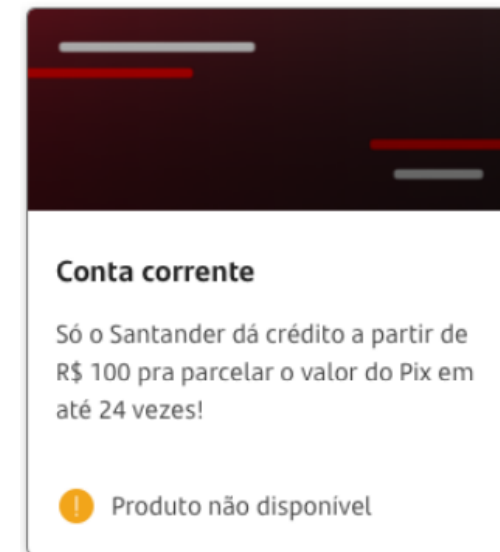 Conta corrente
Só o Santander dá crédito a partir de
R$ 100 pra parcelar o valor do Pix em
até 24 vezes!
! Produto não disponível